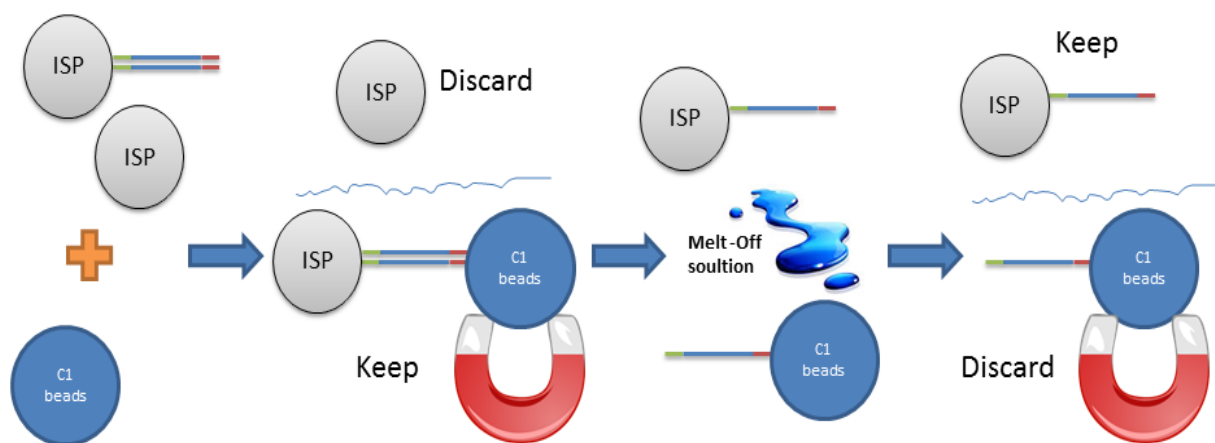 ISP
ISP
C1
beads
ISP
Discard
ISP
C1
beads
Keep
ISP
Melt-Off
soultion
C1
beads
Keep
ISP
C1
beads
Discard